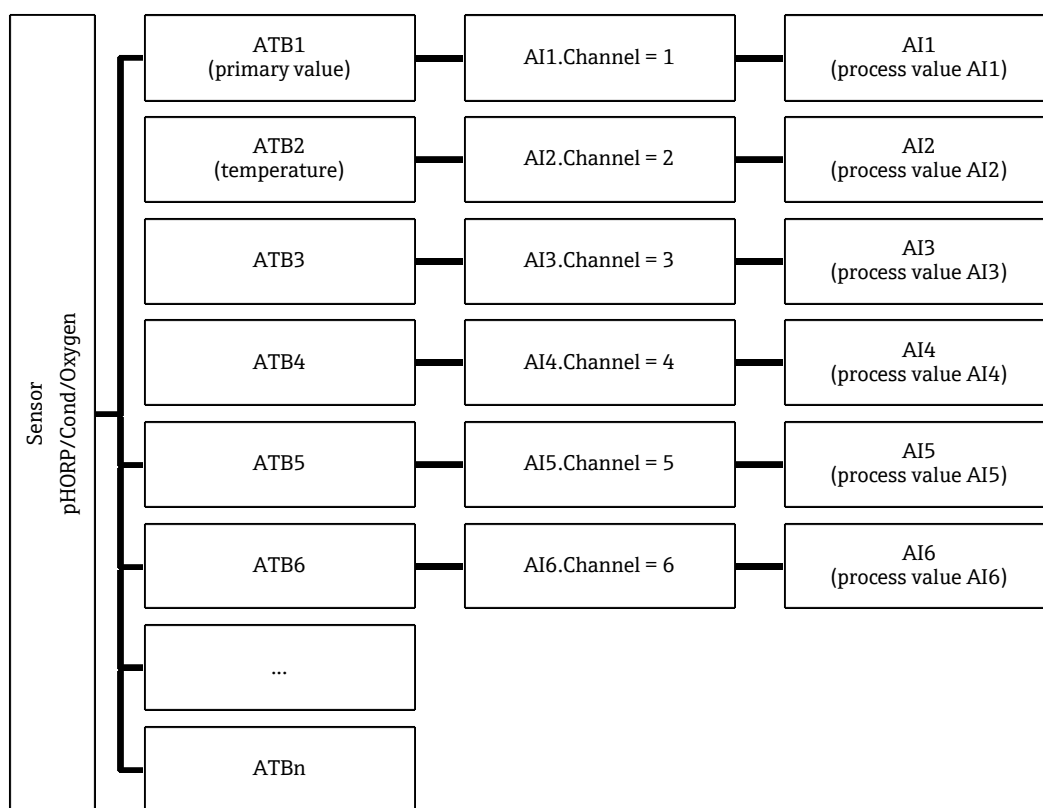 Sensor
pHORP/Cond/Oxygen
ATB1
(primary value)
AI1.Channel = 1
AI1
(process value AI1)
ATB2
(temperature)
AI2.Channel = 2
AI2
(process value AI2)
ATB3
AI3.Channel = 3
AI3
(process value AI3)
ATB4
AI4.Channel = 4
AI4
(process value AI4)
ATB5
AI5.Channel = 5
AI5
(process value AI5)
ATB6
AI6.Channel = 6
AI6
(process value AI6)
...
ATBn